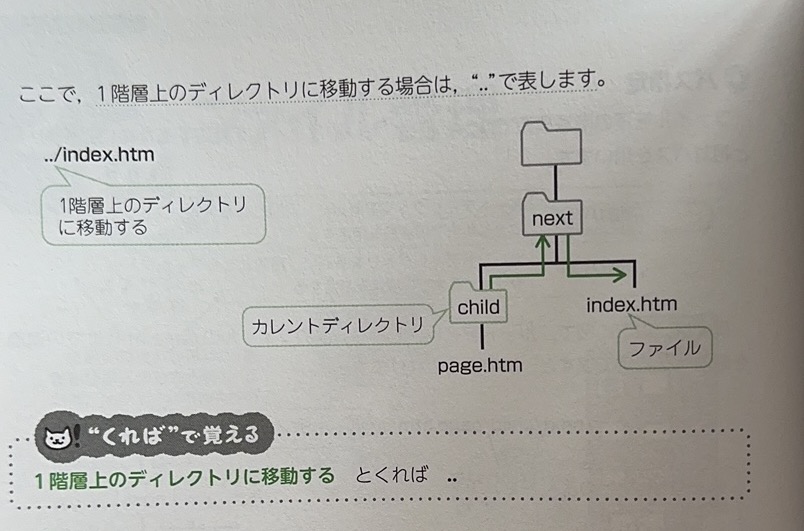 ここで，1階層上のディレクトリに移動する場合は，“..”で表します。
../index.htm
1階層上のディレクトリ
に移動する
next
child
index.htm
カレントディレクトリ
ファイル
page.htm
“くれば”で覚える
1階層上のディレクトリに移動する　とくれば　..